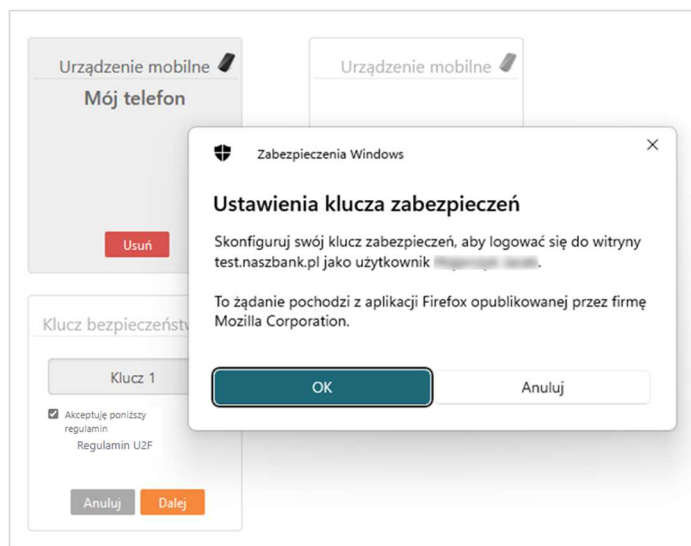 Urządzenie mobilne
Mój telefon
Usuń
Urządzenie mobilne
Zabezpieczenia Windows
Ustawienia klucza zabezpieczeń
Skonfiguruj swój klucz zabezpieczeń, aby logować się do witryny
test.naszbank.pl jako użytkownik .
To żądanie pochodzi z aplikacji Firefox opublikowanej przez firmę
Mozilla Corporation.
OK
Anuluj
Klucz bezpieczeństw
Klucz 1
Akceptuję poniższy
regulamin
Regulamin U2F
Anuluj
Dalej